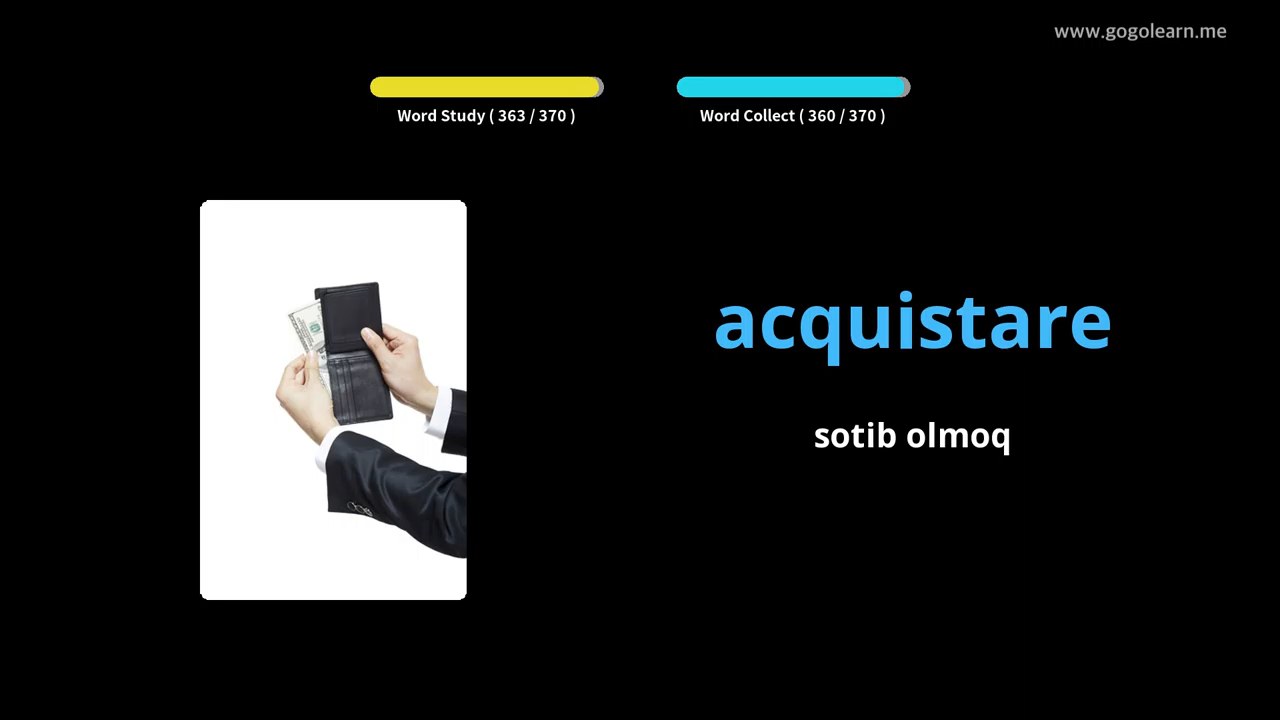 www.gogolearn.me
Word Study ( 363 / 370 )
Word Collect ( 360 / 370 )
acquistare
sotib olmoq